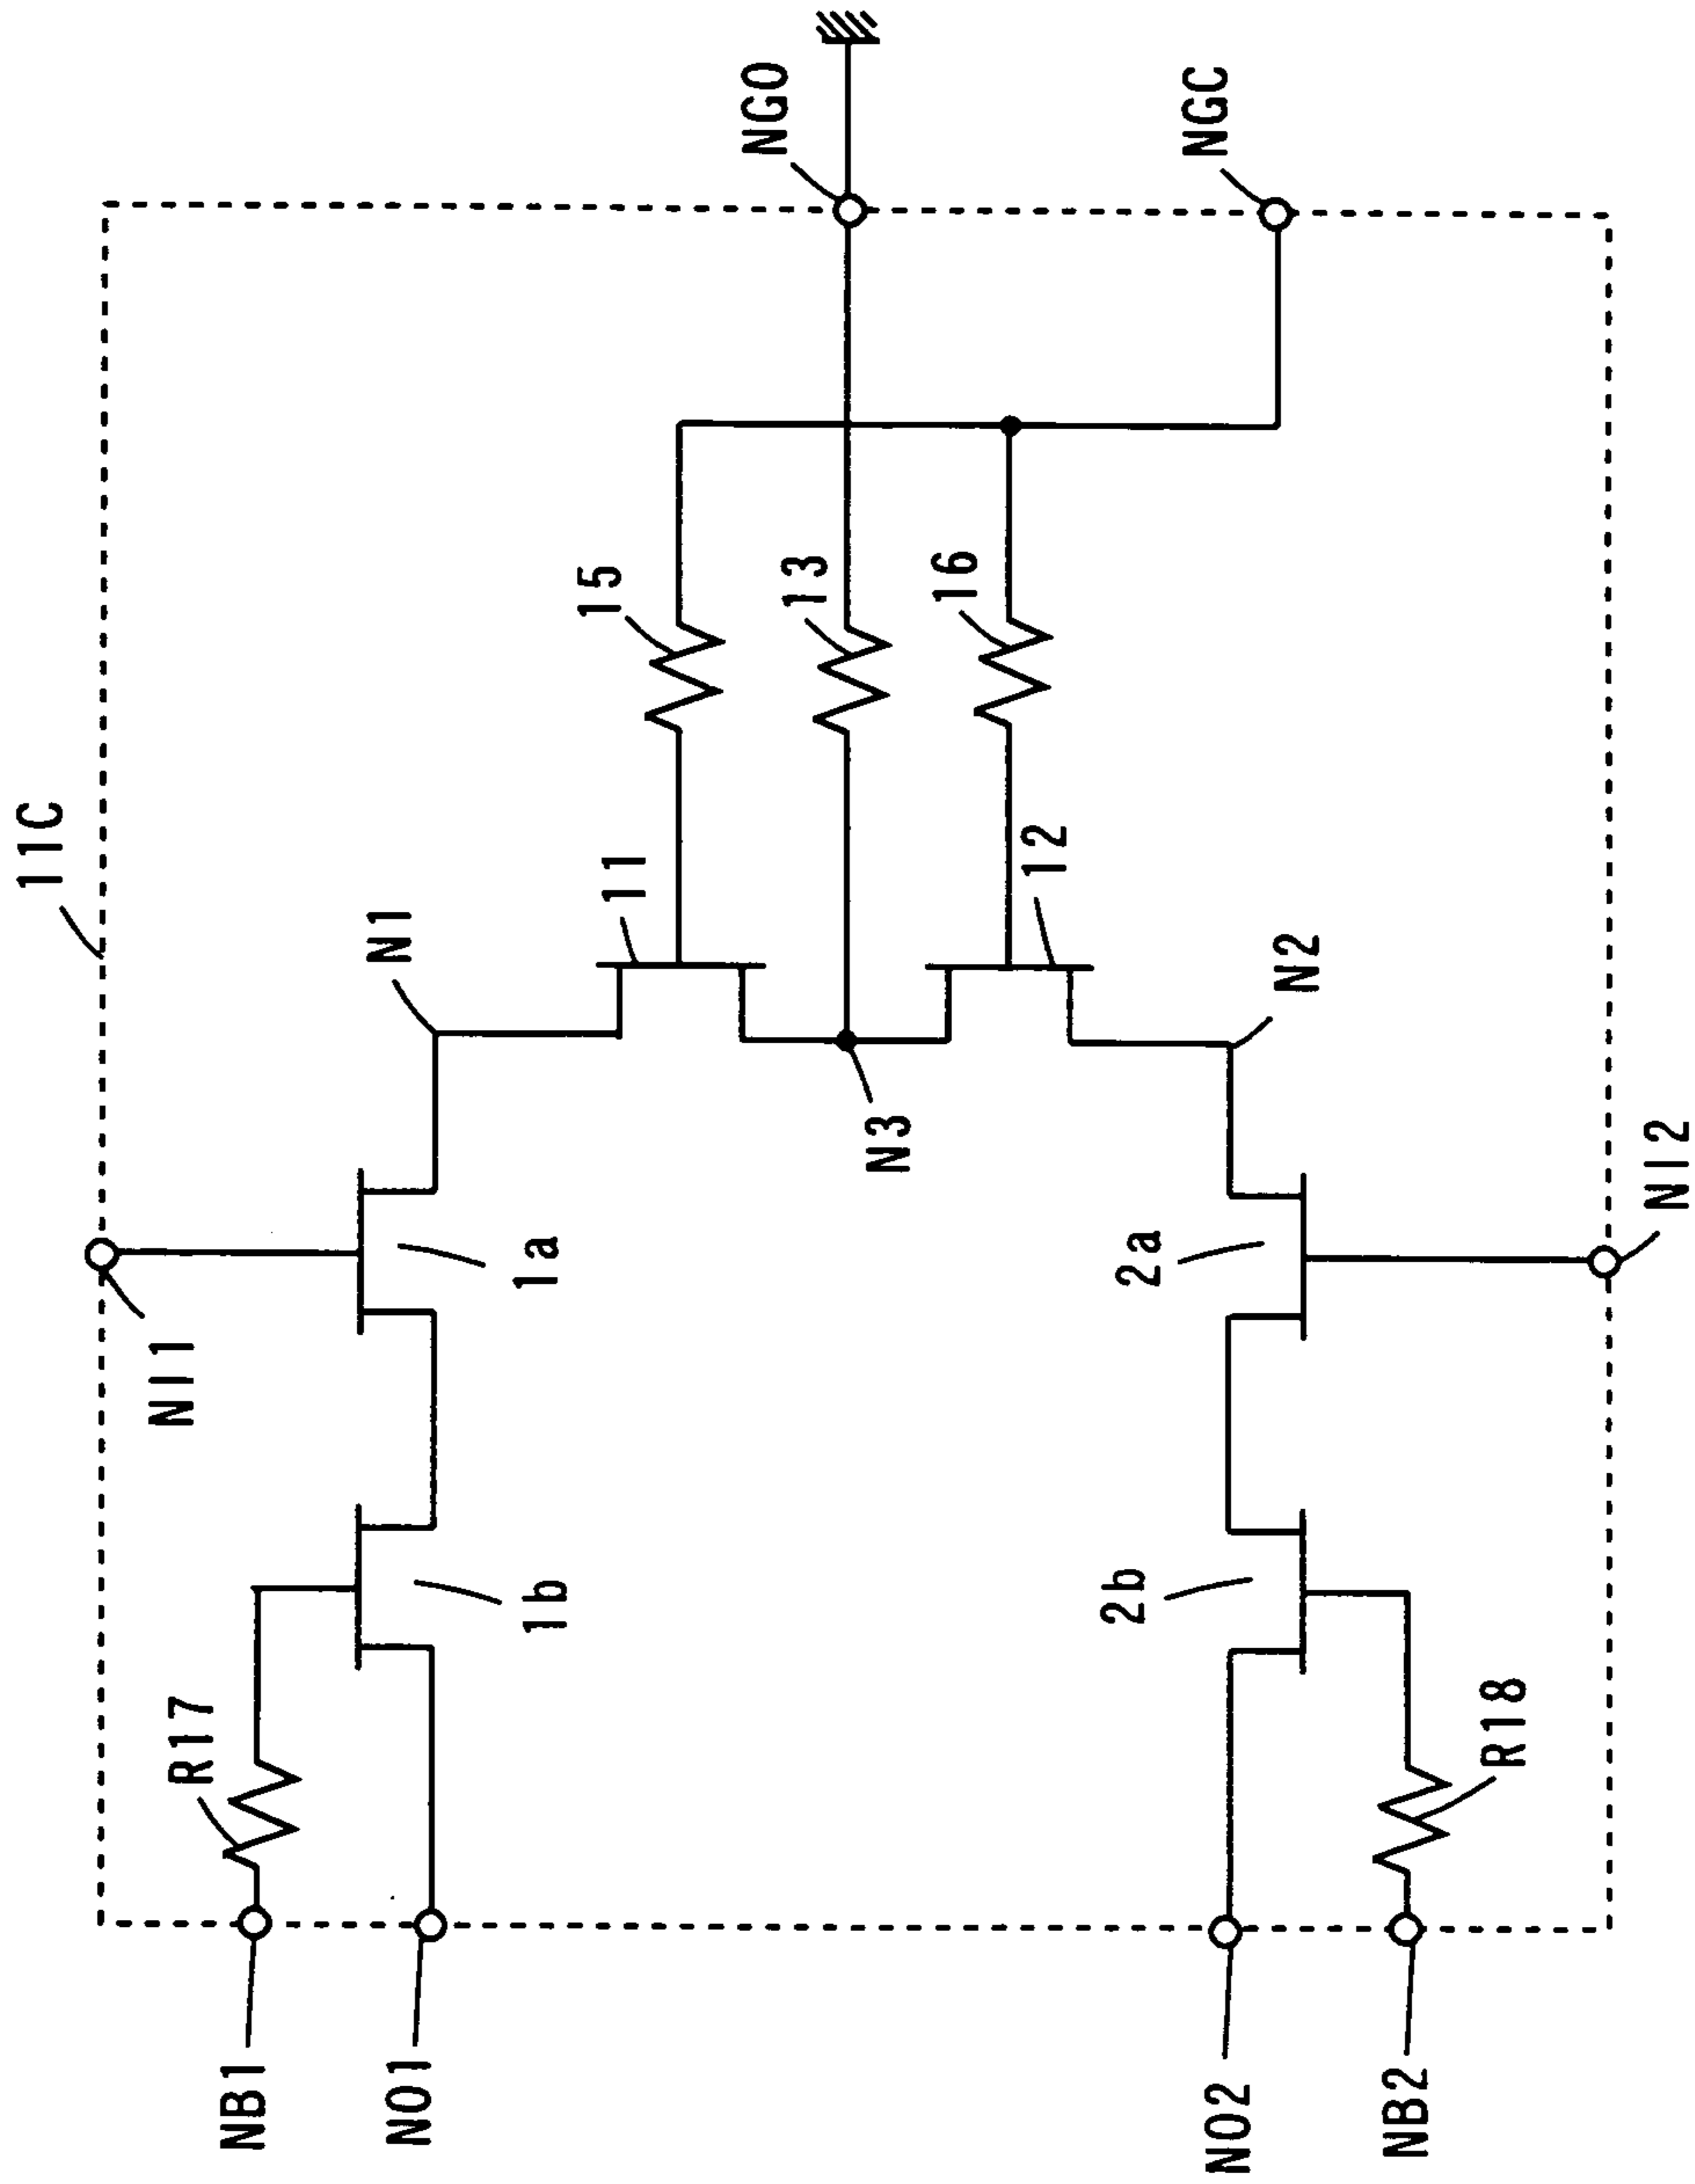 11C
NI1
R17
NB1
N1
NO1
1b
1a
11
15
NGO
13
N3
16
12
2b
2a
NGC
NO2
N2
NB2
R18
NI2